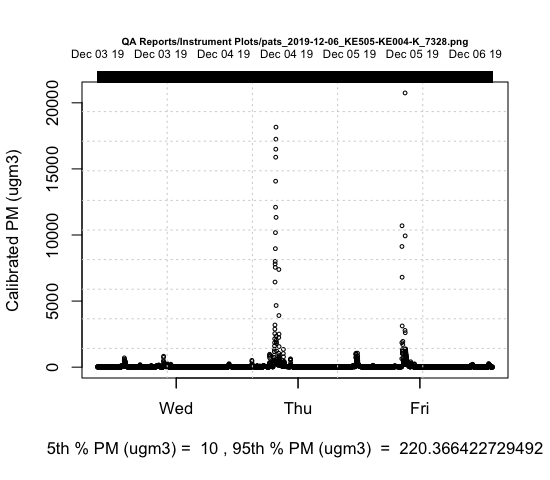 QA Reports/Instrument Plots/pats_2019-12-06_KE505-KE004-K_7328.png
Dec 03 19 Dec 03 19 Dec 04 19 Dec 04 19 Dec 05 19 Dec 05 19 Dec 06 19
20000
15000
10000
5000
0
Calibrated PM (ugm3)
Wed Thu Fri
5th % PM (ugm3) = 10 , 95th % PM (ugm3) = 220.366422729492